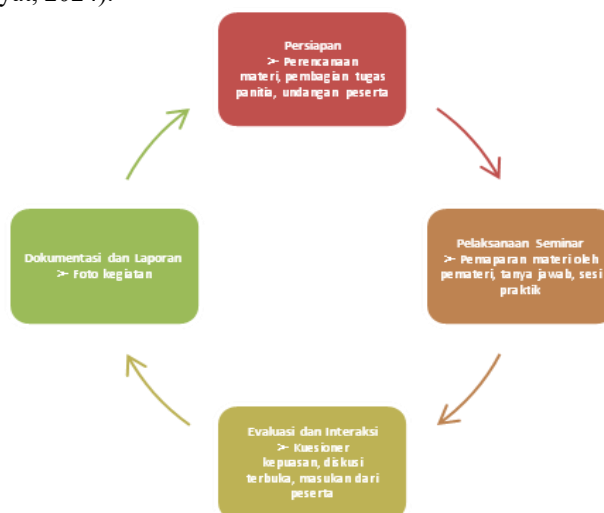 2024).
Persiapan
➢ Perencanaan
materi, pembagian tugas
panitia, undangan peserta
Pelaksanaan Seminar
➢ Pemaparan materi oleh
pemateri, tanya jawab, sesi
praktik
Evaluasi dan Interaksi
➢ Kuesioner
kepuasan, diskusi
terbuka, masukan dari
peserta
Dokumentasi dan Laporan
➢ Foto kegiatan